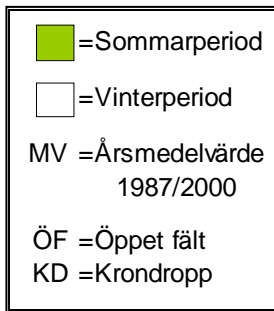 =Sommarperiod
=Vinterperiod
MV =Årsmedelvärde
1987/2000
ÖF =Öppet fält
KD =Krondropp